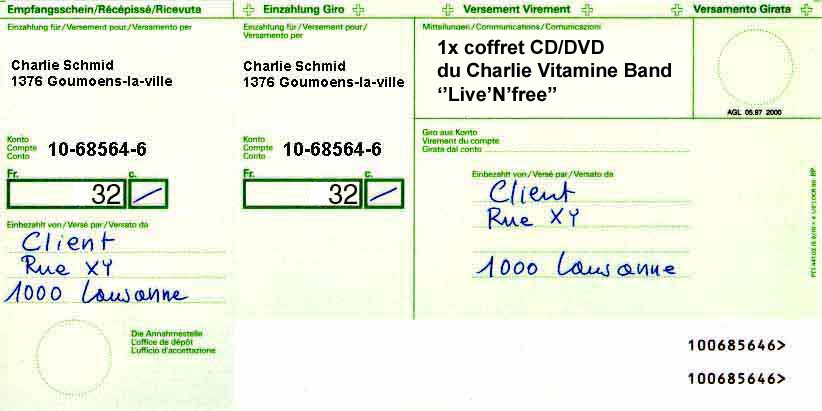 Empfangsschein/Récépissé/Ricevuta
Einzahlung für/Versement pour/Versamento per
Charlie Schmid
1376 Goumoens-la-ville
Konto
Compte
Conto
10-68564-6
Fr.
c.
32
Einbezahlt von/Versé par/Versato da
Client
Rue XY
1000 Lausanne
Die Annahmestelle
L'office de dépôt
L'ufficio d'accettazione
Einzahlung Giro
Einzahlung für/Versement pour/
Versamento per
Charlie Schmid
1376 Goumoens-la-ville
Konto
Compte
Conto
10-68564-6
Fr.
c.
32
Versement Virement
Versamento Girata
Mitteilungen/Communications/Comunicazioni
1x coffret CD/DVD
du Charlie Vitamine Band
‘’Live’N’free’’
AGL 05.97 2000
Giro aus Konto
Virement du compte
Girata dal conto
Einbezahlt von/Versé par/Versato da
Client
Rue XY
1000 Lausanne
100685646>
100685646>